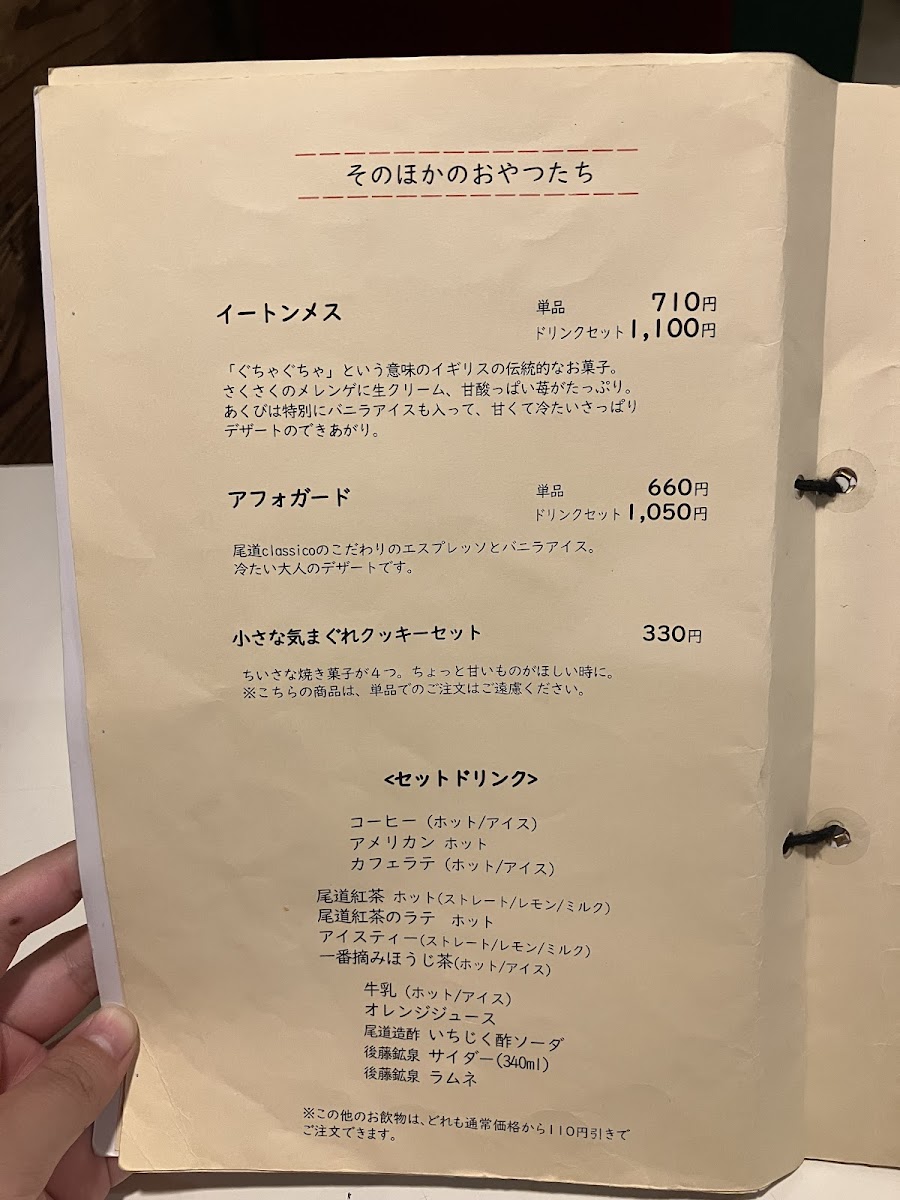 そのほかのおやつたち
イートンメス
単品 710円
ドリンクセット 1,100円
「ぐちゃぐちゃ」という意味のイギリスの伝統的なお菓子。
さくさくのメレンゲに生クリーム、甘酸っぱい苺がたっぷり。
あくびは特別にバニラアイスも入って、甘くて冷たいさっぱり
デザートのできあがり。
アフォガード
単品 660円
ドリンクセット 1,050円
尾道classicoのこだわりのエスプレッソとバニラアイス。
冷たい大人のデザートです。
小さな気まぐれクッキーセット 330円
ちいさな焼き菓子が4つ。ちょっと甘いものがほしい時に。
※こちらの商品は、単品でのご注文はご遠慮ください。
<セットドリンク>
コーヒー (ホット/アイス)
アメリカン ホット
カフェラテ (ホット/アイス)
尾道紅茶 ホット(ストレート/レモン/ミルク)
尾道紅茶のラテ ホット
アイスティー(ストレート/レモン/ミルク)
一番摘みほうじ茶(ホット/アイス)
牛乳 (ホット/アイス)
オレンジジュース
尾道造酢 いちじく酢ソーダ
後藤鉱泉 サイダー(340ml)
後藤鉱泉 ラムネ
※この他のお飲物は、どれも通常価格から110円引きで
ご注文できます。